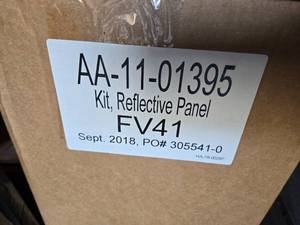 AA-11-01395
Kit, Reflective Panel
FV41
Sept. 2018, PO# 305541-0